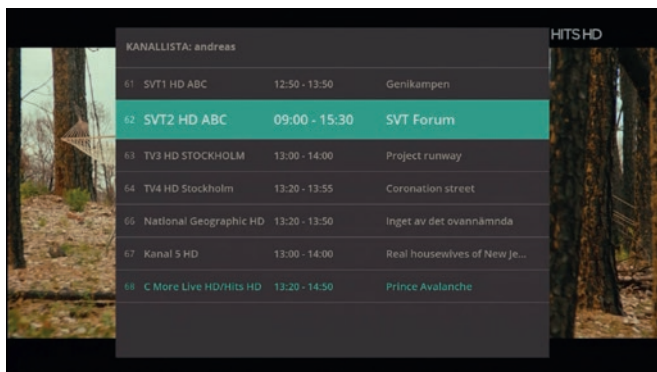 HITS HD
KANALLISTA: andreas
61 SVT1 HD ABC 12:50 - 13:50 Genikampen
62 SVT2 HD ABC 09:00 - 15:30 SVT Forum
63 TV3 HD STOCKHOLM 13:00 - 14:00 Project runway
64 TV4 HD Stockholm 13:20 - 13:55 Coronation street
66 National Geographic HD 13:20 - 13:50 Inget av det ovannämnda
67 Kanal 5 HD 13:00 - 14:00 Real housewives of New Je...
68 C More Live HD/Hits HD 13:20 - 14:50 Prince Avalanche